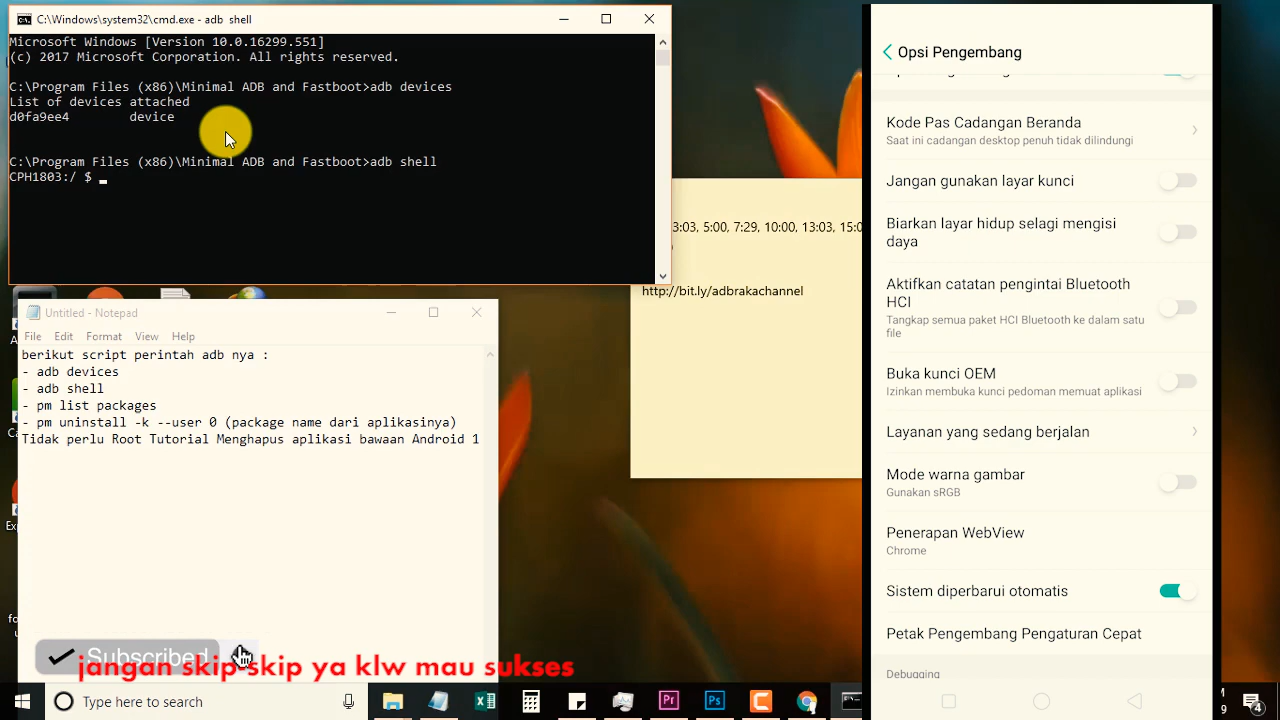 C:\Windows\system32\cmd.exe - adb shell
Microsoft Windows [Version 10.0.16299.551]
(c) 2017 Microsoft Corporation. All rights reserved.
C:\Program Files (x86)\Minimal ADB and Fastboot>adb devices
List of devices attached
d0fa9ee4 device
C:\Program Files (x86)\Minimal ADB and Fastboot>adb shell
CPH1803:/ $
3:03, 5:00, 7:29, 10:00, 13:03, 15:0
http://bit.ly/adbrakachannel
Untitled - Notepad
File Edit Format View Help
berikut script perintah adb nya :
- adb devices
- adb shell
- pm list packages
- pm uninstall -k --user 0 (package name dari aplikasinya)
Tidak perlu Root Tutorial Menghapus aplikasi bawaan Android 1
Subscribed
jangan skip-skip ya klw mau sukses
Type here to search
4
Opsi Pengembang
Kode Pas Cadangan Beranda
Saat ini cadangan desktop penuh tidak dilindungi
Jangan gunakan layar kunci
Biarkan layar hidup selagi mengisi
daya
Aktifkan catatan pengintai Bluetooth
HCI
Tangkap semua paket HCI Bluetooth ke dalam satu
file
Buka kunci OEM
Izinkan membuka kunci pedoman memuat aplikasi
Layanan yang sedang berjalan
Mode warna gambar
Gunakan sRGB
Penerapan WebView
Chrome
Sistem diperbarui otomatis
Petak Pengembang Pengaturan Cepat
Debugging